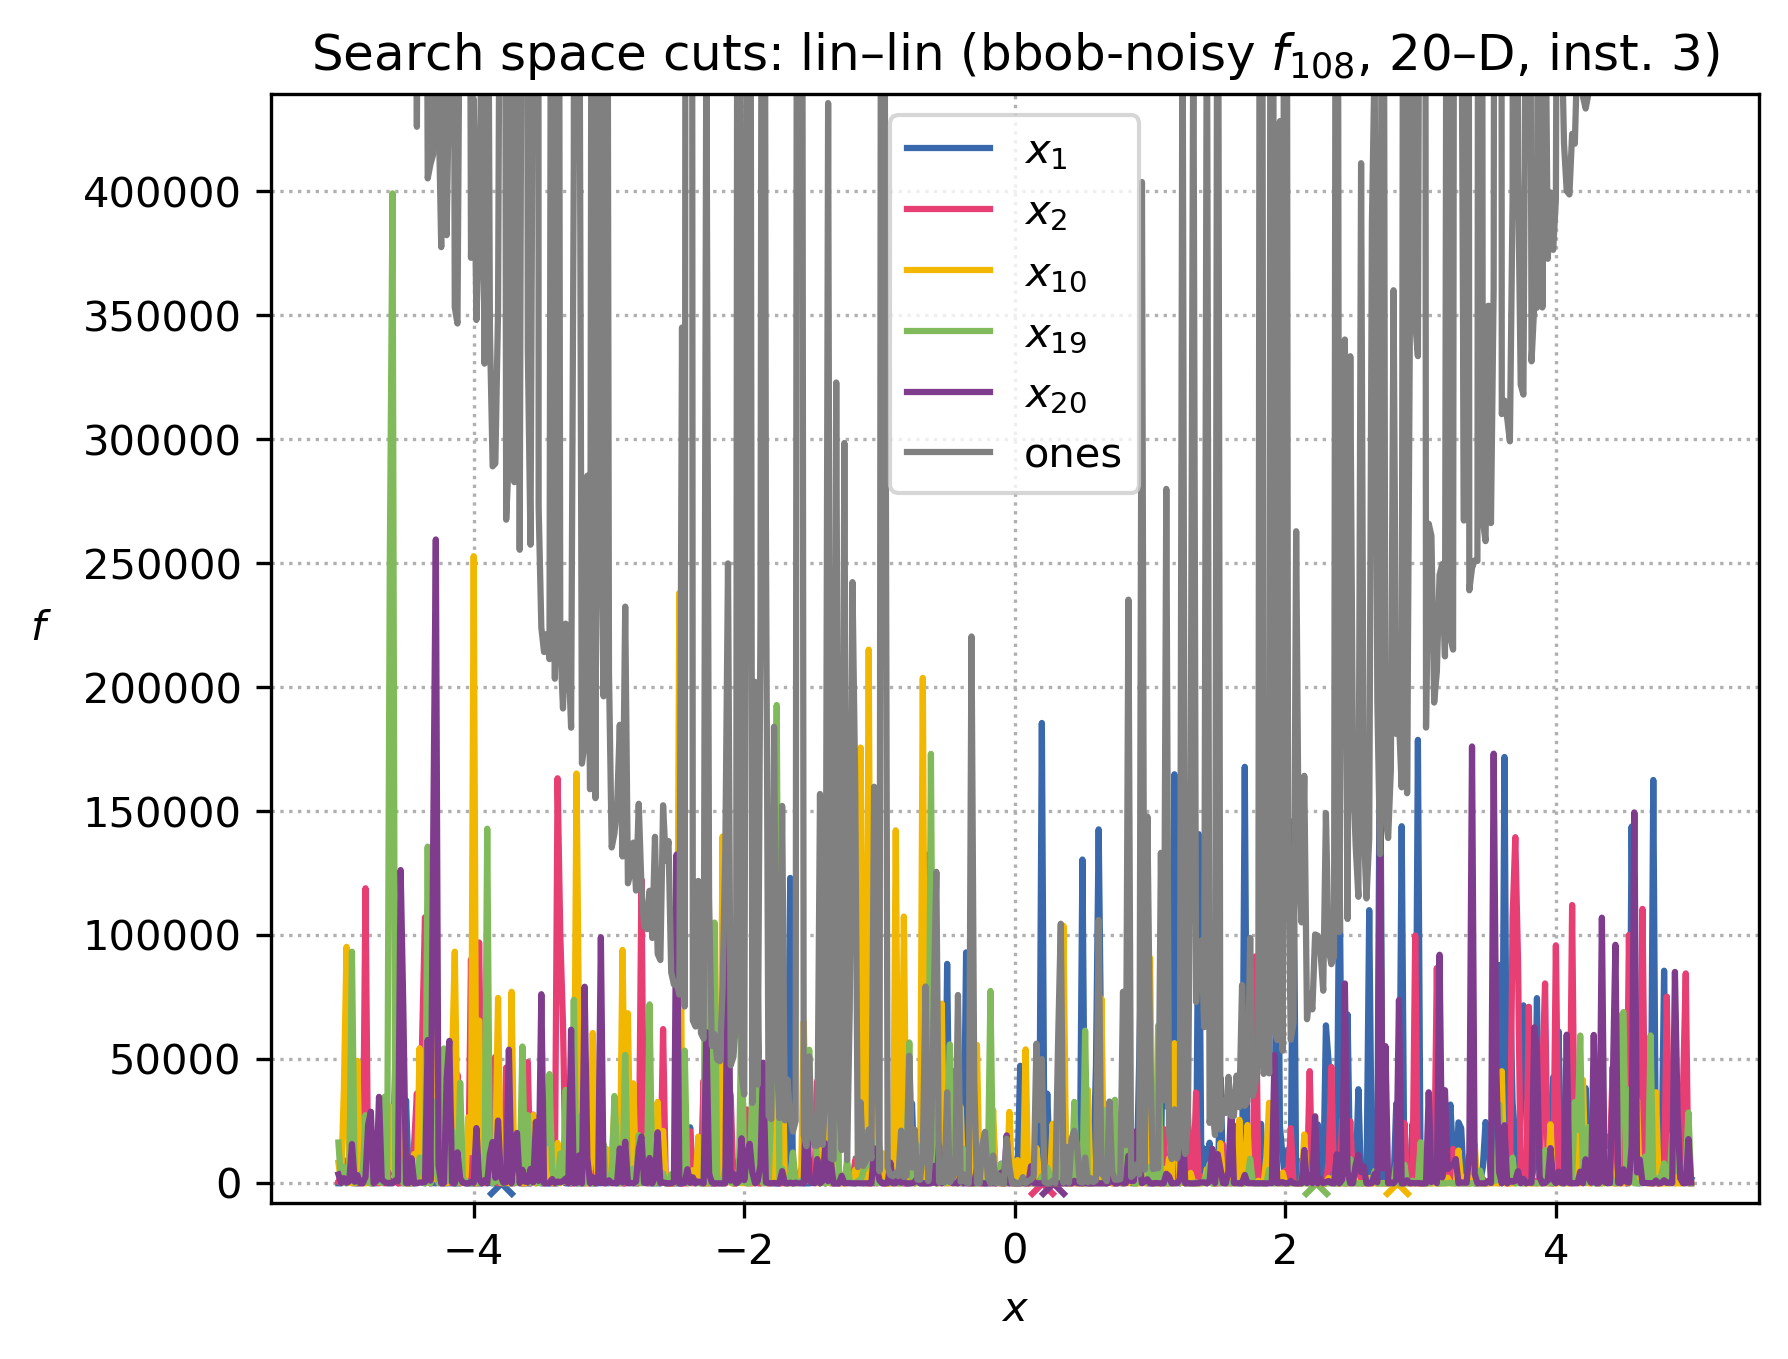 Search space cuts: lin–lin (bbob-noisy f₁₀₈, 20–D, inst. 3)
x₁
x₂
x₁₀
x₁₉
x₂₀
ones
400000
350000
300000
250000
200000
150000
100000
50000
0
f
−4 −2 0 2 4
x